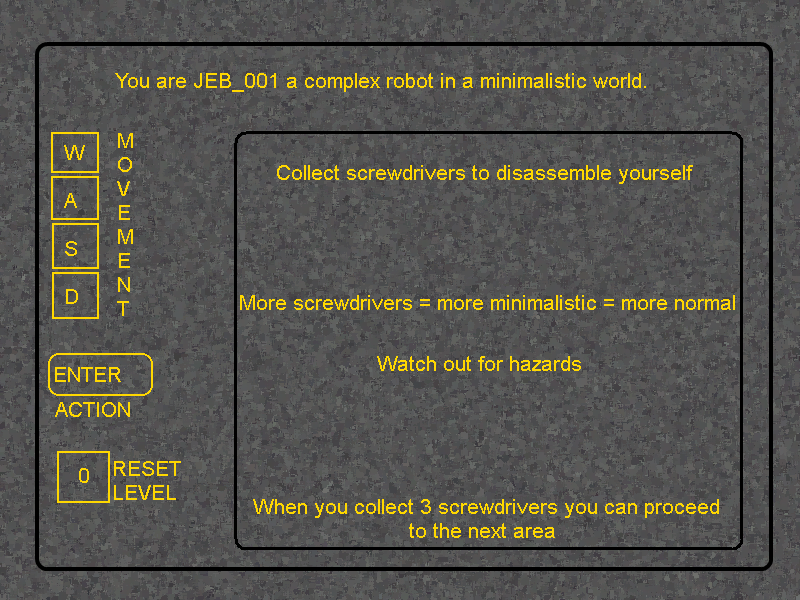 You are JEB_001 a complex robot in a minimalistic world.
W
A
S
D
MOVEMENT
ENTER
ACTION
0
RESET
LEVEL
Collect screwdrivers to disassemble yourself
More screwdrivers = more minimalistic = more normal
Watch out for hazards
When you collect 3 screwdrivers you can proceed
to the next area